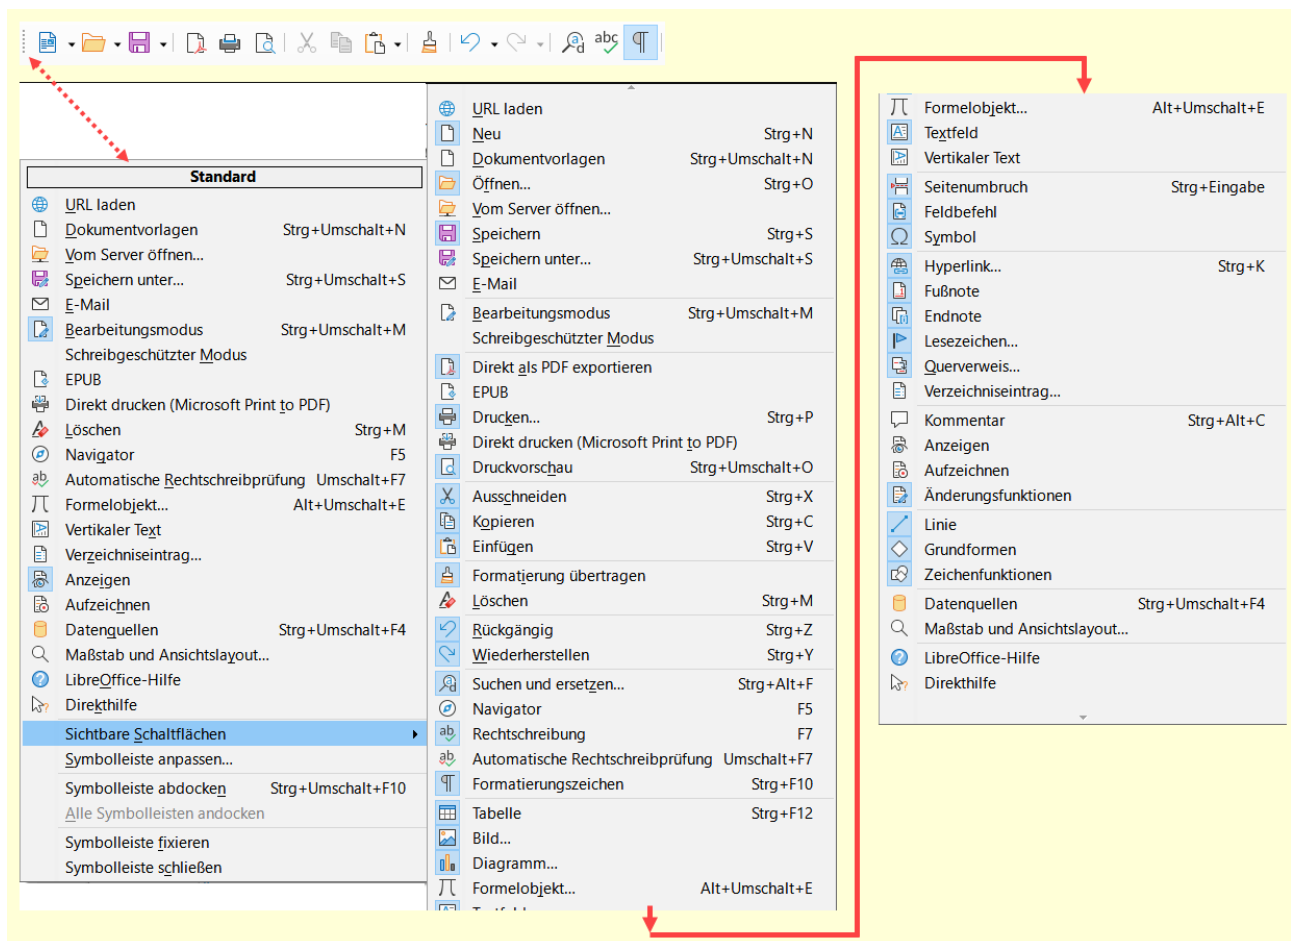 abc
Standard
URL laden
Dokumentvorlagen Strg+Umschalt+N
Vom Server öffnen...
Speichern unter... Strg+Umschalt+S
E-Mail
Bearbeitungsmodus Strg+Umschalt+M
Schreibgeschützter Modus
EPUB
Direkt drucken (Microsoft Print to PDF)
Löschen Strg+M
Navigator F5
Automatische Rechtschreibprüfung Umschalt+F7
Formelobjekt... Alt+Umschalt+E
Vertikaler Text
Verzeichniseintrag...
Anzeigen
Aufzeichnen
Datenquellen Strg+Umschalt+F4
Maßstab und Ansichtslayout...
LibreOffice-Hilfe
Direkthilfe
Sichtbare Schaltflächen
Symbolleiste anpassen...
Symbolleiste abdocken Strg+Umschalt+F10
Alle Symbolleisten andocken
Symbolleiste fixieren
Symbolleiste schließen
URL laden
Neu Strg+N
Dokumentvorlagen Strg+Umschalt+N
Öffnen... Strg+O
Vom Server öffnen...
Speichern Strg+S
Speichern unter... Strg+Umschalt+S
E-Mail
Bearbeitungsmodus Strg+Umschalt+M
Schreibgeschützter Modus
Direkt als PDF exportieren
EPUB
Drucken... Strg+P
Direkt drucken (Microsoft Print to PDF)
Druckvorschau Strg+Umschalt+O
Ausschneiden Strg+X
Kopieren Strg+C
Einfügen Strg+V
Formatierung übertragen
Löschen Strg+M
Rückgängig Strg+Z
Wiederherstellen Strg+Y
Suchen und ersetzen... Strg+Alt+F
Navigator F5
Rechtschreibung F7
Automatische Rechtschreibprüfung Umschalt+F7
Formatierungszeichen Strg+F10
Tabelle Strg+F12
Bild...
Diagramm...
Formelobjekt... Alt+Umschalt+E
Formelobjekt... Alt+Umschalt+E
Textfeld
Vertikaler Text
Seitenumbruch Strg+Eingabe
Feldbefehl
Symbol
Hyperlink... Strg+K
Fußnote
Endnote
Lesezeichen...
Querverweis...
Verzeichniseintrag...
Kommentar Strg+Alt+C
Anzeigen
Aufzeichnen
Änderungsfunktionen
Linie
Grundformen
Zeichenfunktionen
Datenquellen Strg+Umschalt+F4
Maßstab und Ansichtslayout...
LibreOffice-Hilfe
Direkthilfe